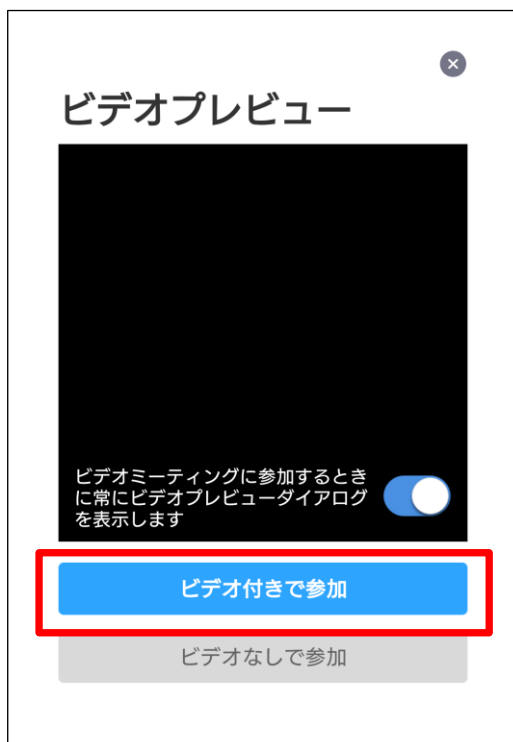 ビデオプレビュー
ビデオミーティングに参加するとき
に常にビデオプレビューダイアログ
を表示します
ビデオ付きで参加
ビデオなしで参加